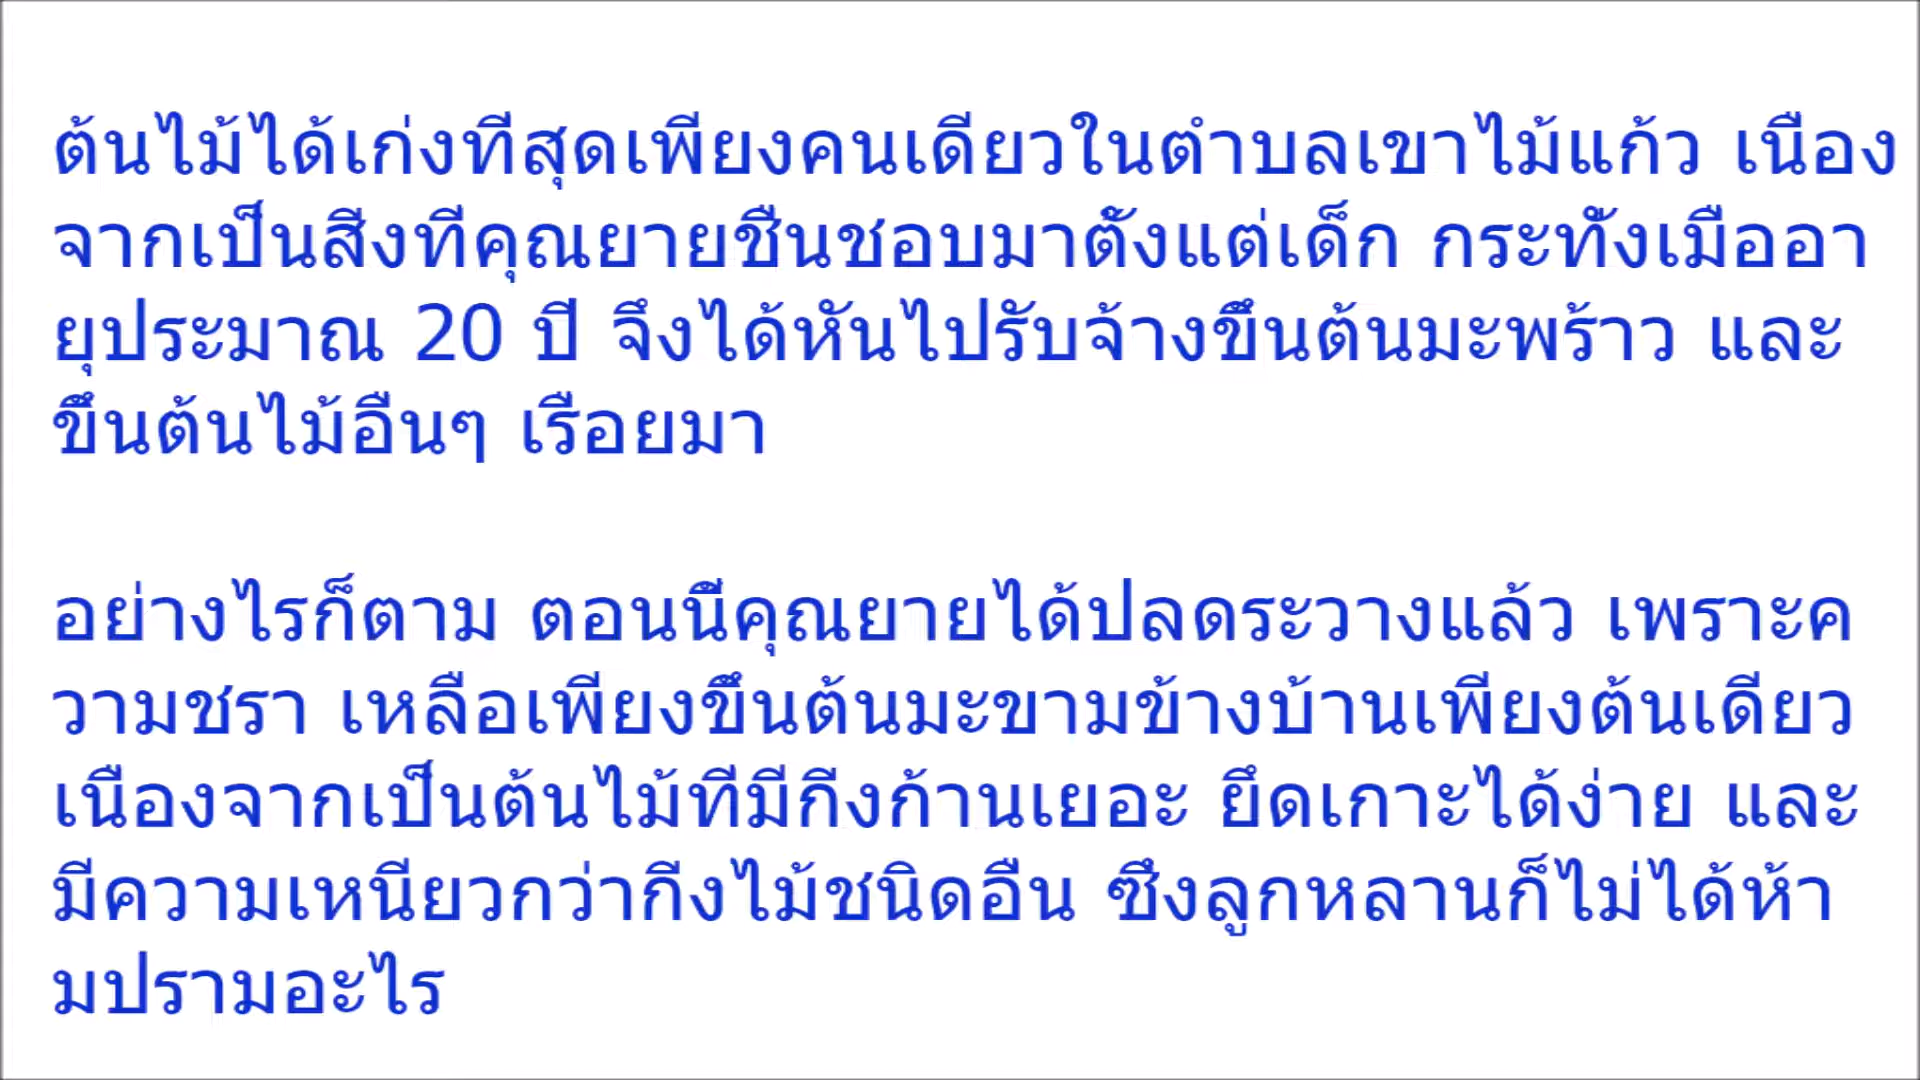 ต้นไม้ได้เก่งที่สุดเพียงคนเดียวในตำบลเขาไม้แก้ว เนื่อง
จากเป็นสิ่งที่คุณยายชื่นชอบมาตั้งแต่เด็ก กระทั่งเมื่ออา
ยุประมาณ 20 ปี จึงได้หันไปรับจ้างขึ้นต้นมะพร้าว และ
ขึ้นต้นไม้อื่นๆ เรื่อยมา
อย่างไรก็ตาม ตอนนี้คุณยายได้ปลดระวางแล้ว เพราะค
วามชรา เหลือเพียงขึ้นต้นมะขามข้างบ้านเพียงต้นเดียว
เนื่องจากเป็นต้นไม้ที่มีกิ่งก้านเยอะ ยึดเกาะได้ง่าย และ
มีความเหนียวกว่ากิ่งไม้ชนิดอื่น ซึ่งลูกหลานก็ไม่ได้ห้า
มปรามอะไร